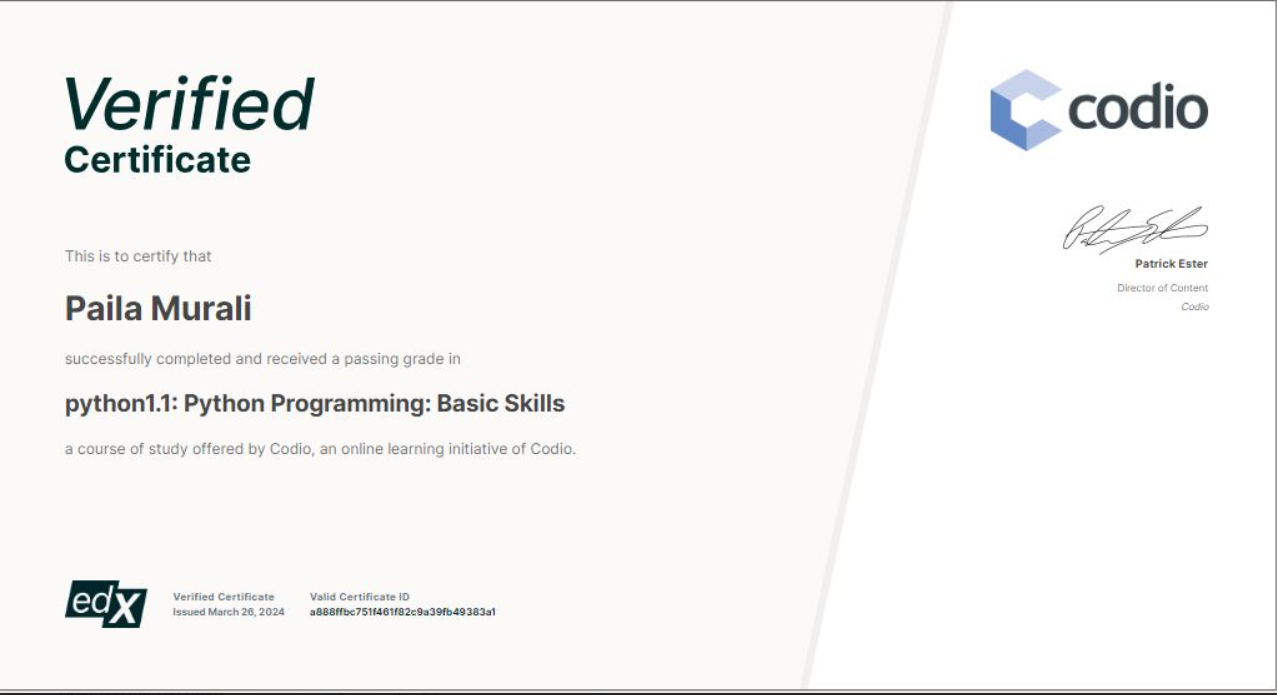 Verified
Certificate
This is to certify that
Paila Murali
successfully completed and received a passing grade in
python1.1: Python Programming: Basic Skills
a course of study offered by Codio, an online learning initiative of Codio.
edX
Verified Certificate
Issued March 26, 2024
Valid Certificate ID
a888ffbc751f461f82c9a39fb49383a1
codio
Patrick Ester
Director of Content
Codio